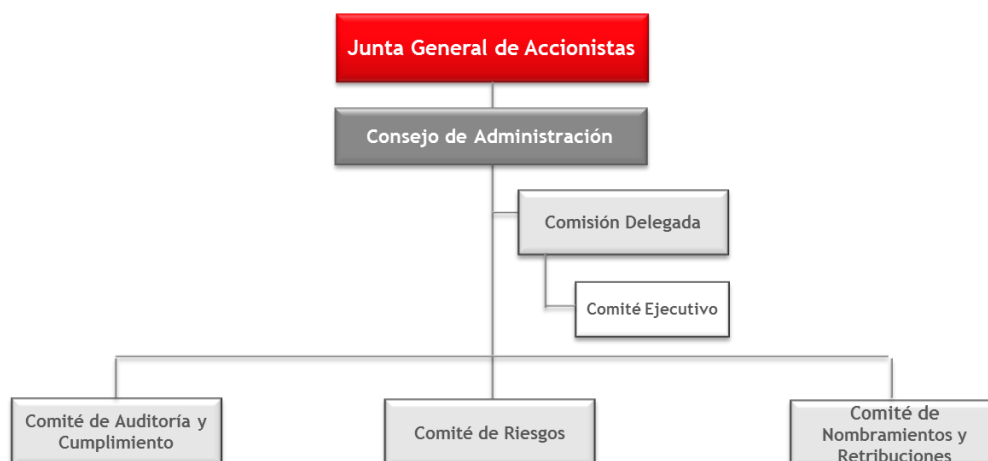 Junta General de Accionistas
Consejo de Administración
Comisión Delegada
Comité Ejecutivo
Comité de Auditoría y
Cumplimiento
Comité de Riesgos
Comité de
Nombramientos y
Retribuciones